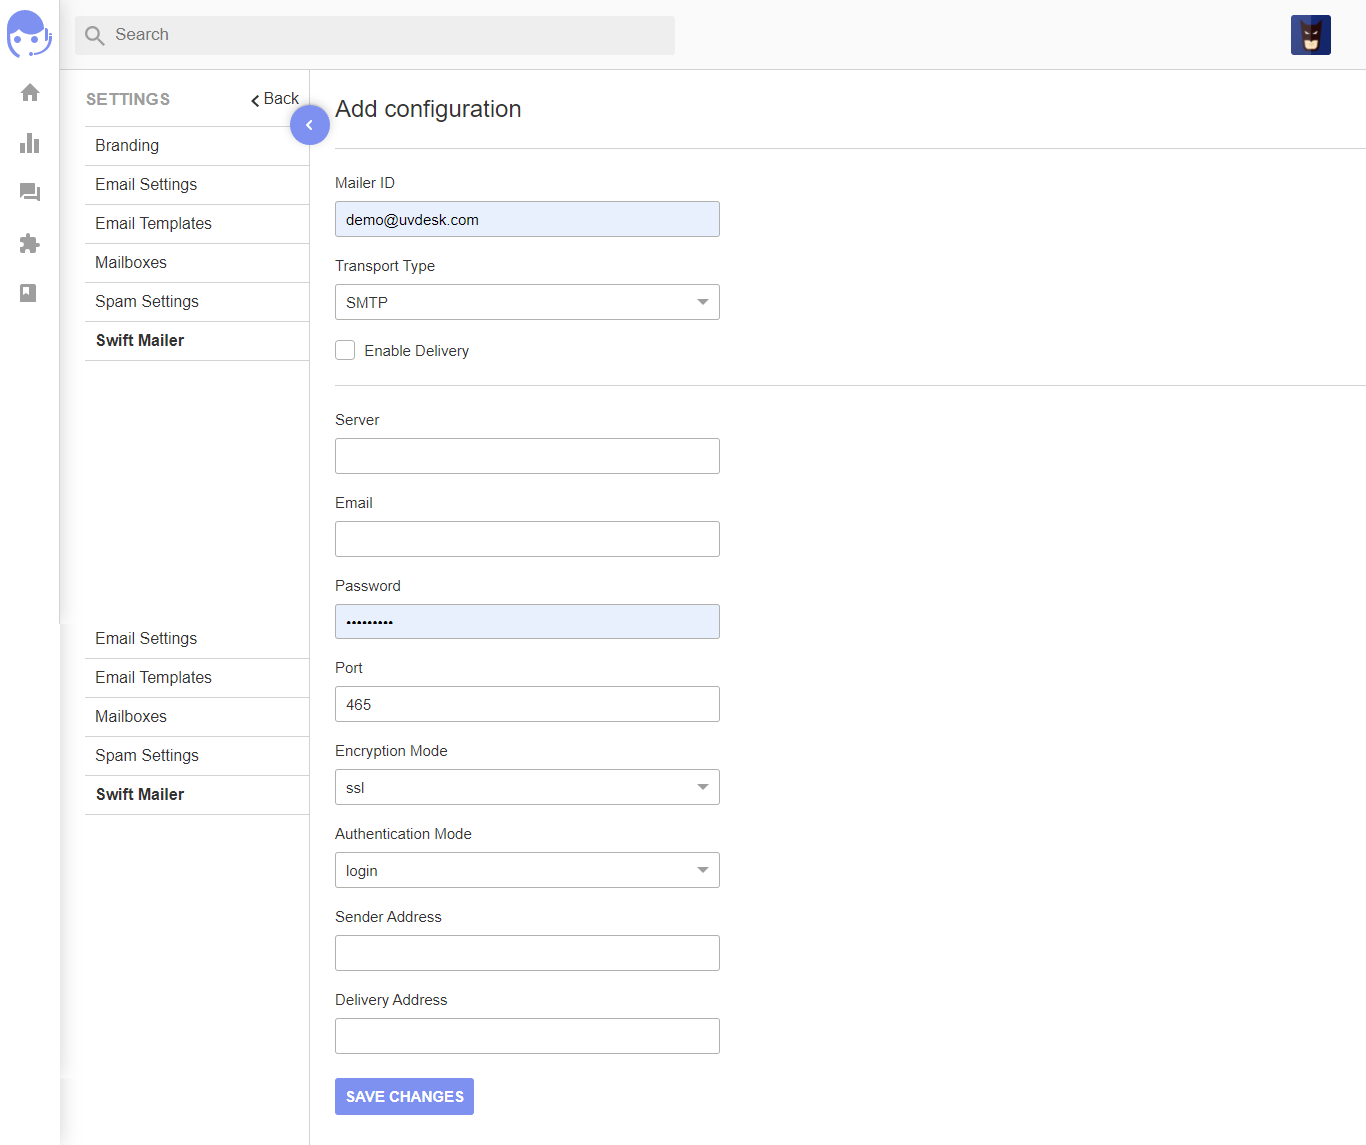 Search
SETTINGS
Back
Branding
Email Settings
Email Templates
Mailboxes
Spam Settings
Swift Mailer
Email Settings
Email Templates
Mailboxes
Spam Settings
Swift Mailer
Add configuration
Mailer ID
demo@uvdesk.com
Transport Type
SMTP
Enable Delivery
Server
Email
Password
•••••••••
Port
465
Encryption Mode
ssl
Authentication Mode
login
Sender Address
Delivery Address
SAVE CHANGES